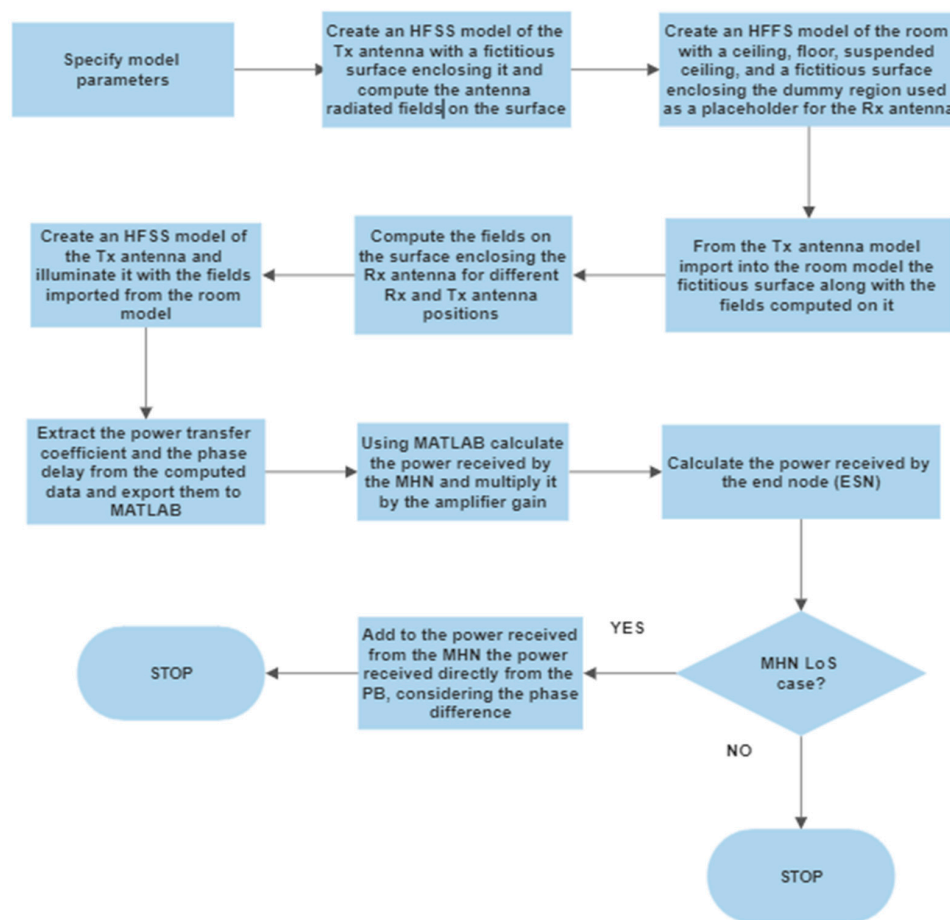 Specify model
parameters
Create an HFSS model of the
Tx antenna with a fictitious
surface enclosing it and
compute the antenna
radiated fields on the surface
Create an HFFS model of the room
with a ceiling, floor, suspended
ceiling, and a fictitious surface
enclosing the dummy region used
as a placeholder for the Rx antenna
From the Tx antenna model
import into the room model the
fictitious surface along with the
fields computed on it
Compute the fields on
the surface enclosing the
Rx antenna for different
Rx and Tx antenna
positions
Create an HFSS model of
the Tx antenna and
illuminate it with the fields
imported from the room
model
Extract the power transfer
coefficient and the phase
delay from the computed
data and export them to
MATLAB
Using MATLAB calculate
the power received by
the MHN and multiply it
by the amplifier gain
Calculate the power received by
the end node (ESN)
MHN LoS
case?
YES
Add to the power received
from the MHN the power
received directly from the
PB, considering the phase
difference
STOP
NO
STOP